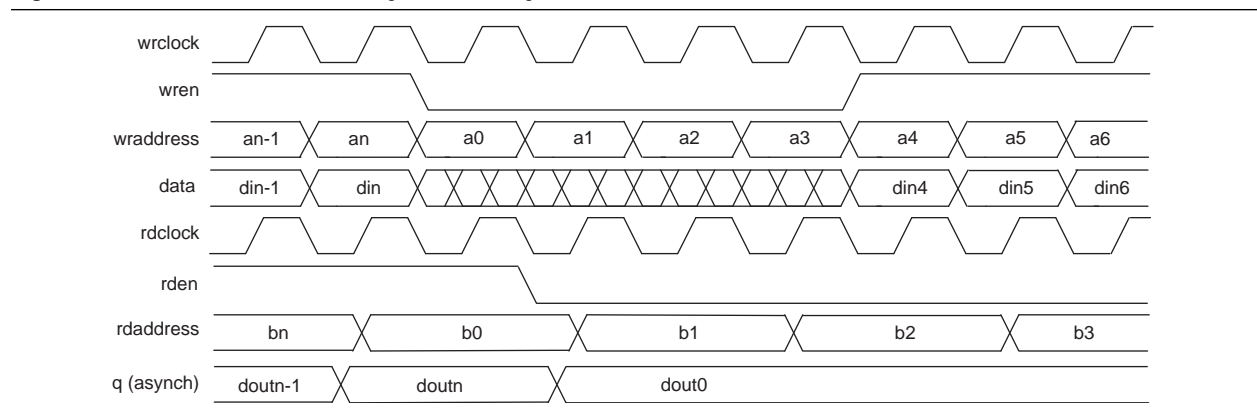 wrclock
wren
wraddress an-1 an a0 a1 a2 a3 a4 a5 a6
data din-1 din din4 din5 din6
rdclock
rden
rdaddress bn b0 b1 b2 b3
q (asynch) doutn-1 doutn dout0